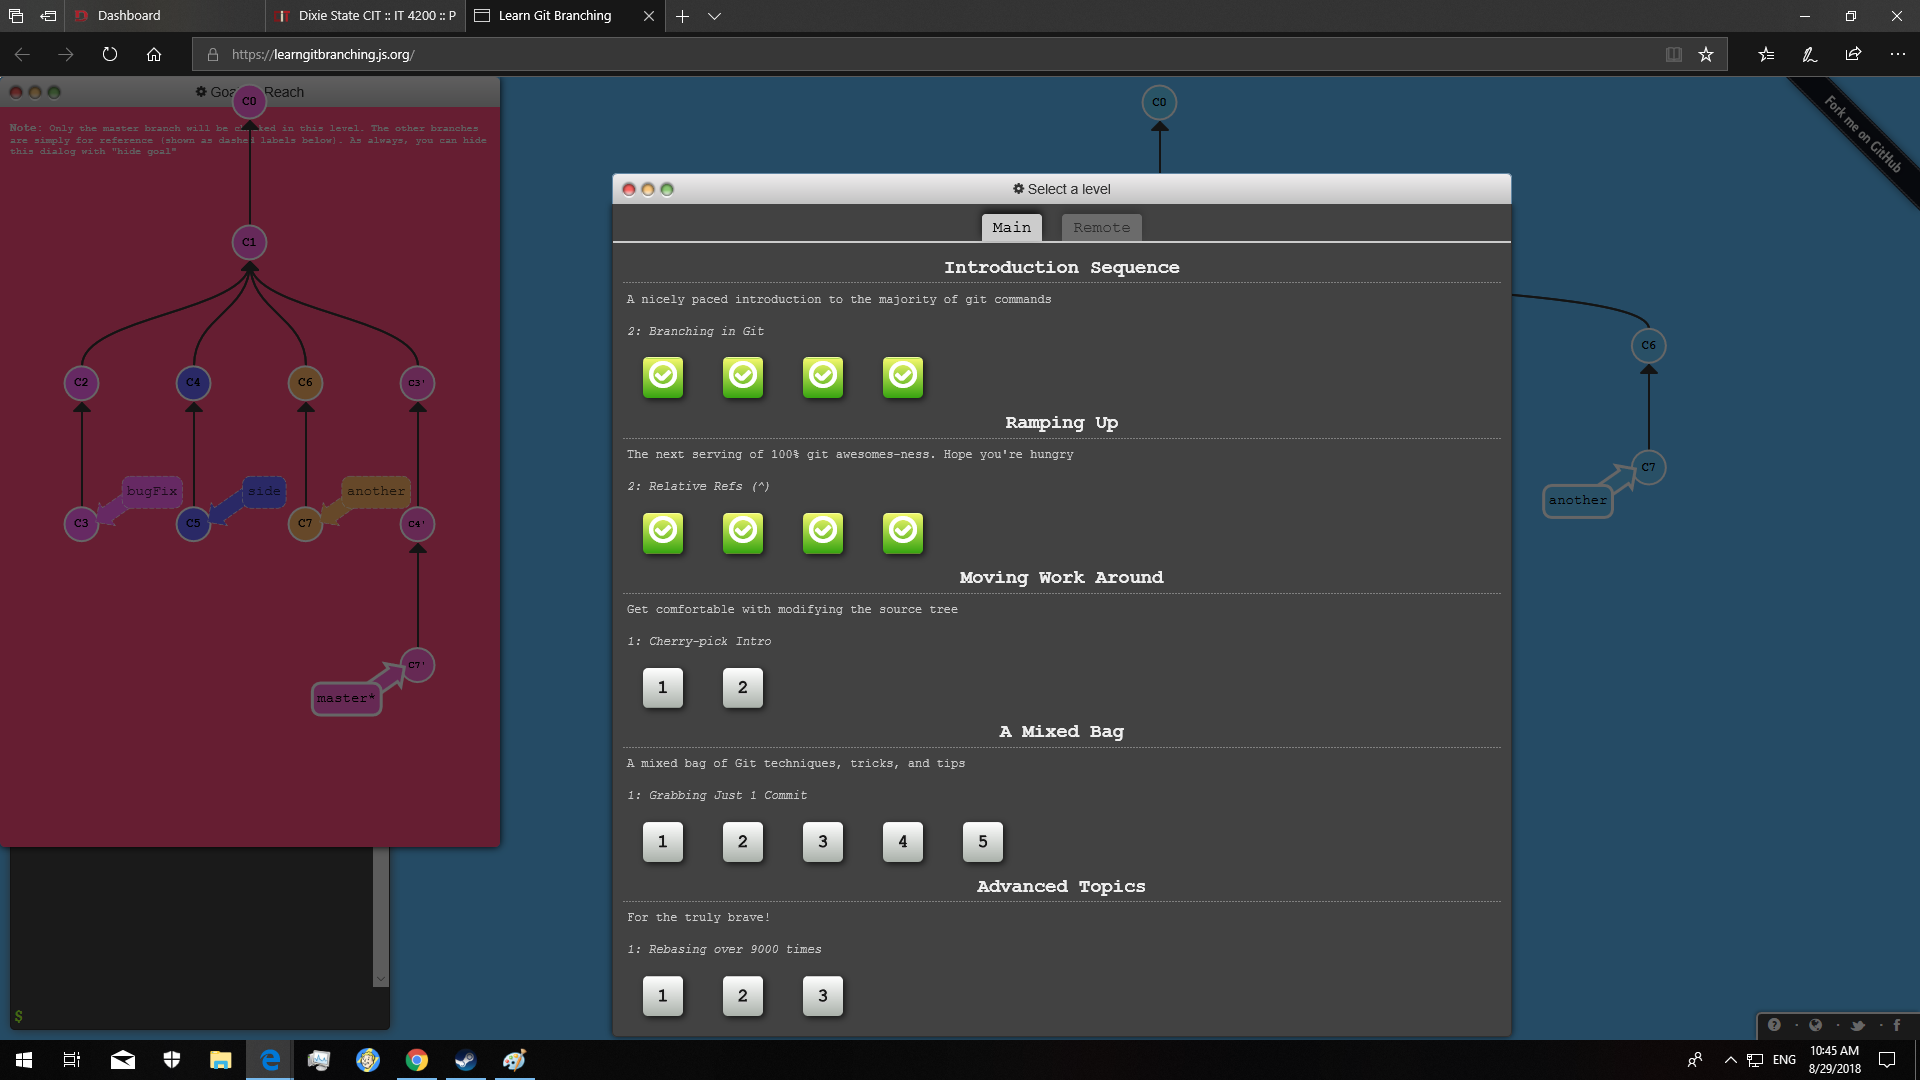 Dashboard
Dixie State CIT :: IT 4200 :: P
Learn Git Branching
https://learngitbranching.js.org/
Reach
C0
Note: Only the master branch will be in this level. The other branches
are simply for reference (shown as dashed labels below). As always, you can hide
this dialog with "hide goal"
C1
C2
C4
C6
C3'
bugFix
side
another
C3
C5
C7
C4'
C7'
master*
$
C0
C6
C7
another
Fork me on GitHub
Select a level
Main
Remote
Introduction Sequence
A nicely paced introduction to the majority of git commands
2: Branching in Git
Ramping Up
The next serving of 100% git awesomes-ness. Hope you're hungry
2: Relative Refs (^)
Moving Work Around
Get comfortable with modifying the source tree
1: Cherry-pick Intro
1 2
A Mixed Bag
A mixed bag of Git techniques, tricks, and tips
1: Grabbing Just 1 Commit
1 2 3 4 5
Advanced Topics
For the truly brave!
1: Rebasing over 9000 times
1 2 3
ENG
10:45 AM
8/29/2018